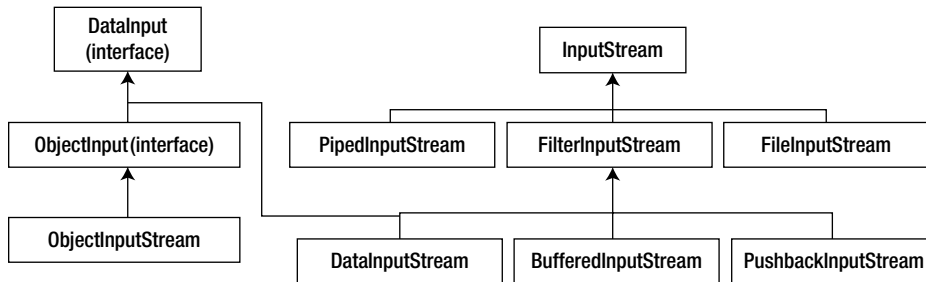 DataInput
(interface)
InputStream
ObjectInput (interface)
PipedInputStream
FilterInputStream
FileInputStream
ObjectInputStream
DataInputStream
BufferedInputStream
PushbackInputStream